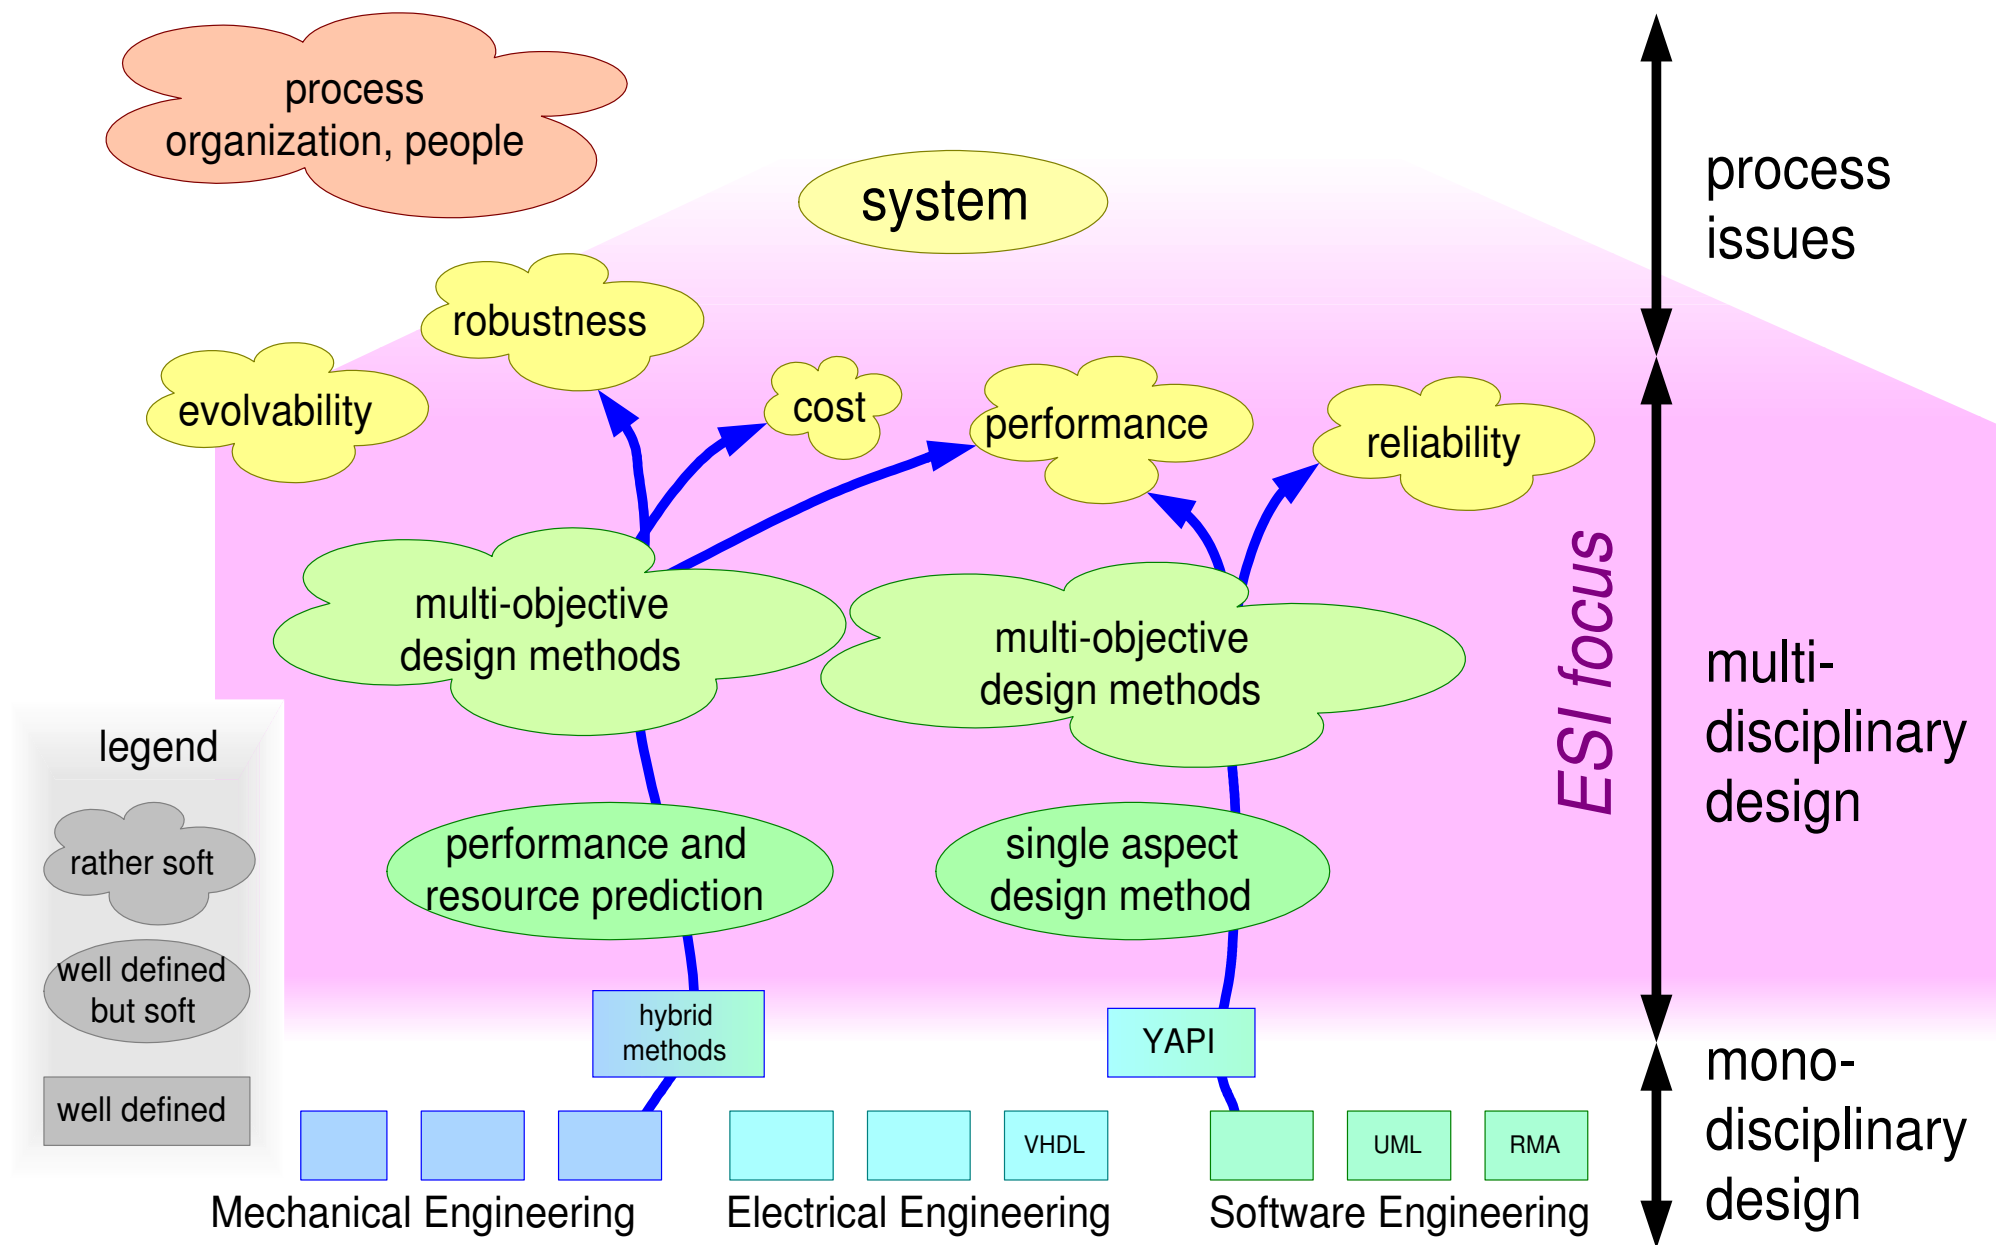 process
organization, people
system
process
issues
robustness
evolvability
cost
performance
reliability
multi-objective
design methods
multi-objective
design methods
ESI focus
multi-
disciplinary
design
legend
rather soft
well defined
but soft
well defined
performance and
resource prediction
single aspect
design method
hybrid
methods
YAPI
mono-
disciplinary
design
VHDL
UML
RMA
Mechanical Engineering
Electrical Engineering
Software Engineering